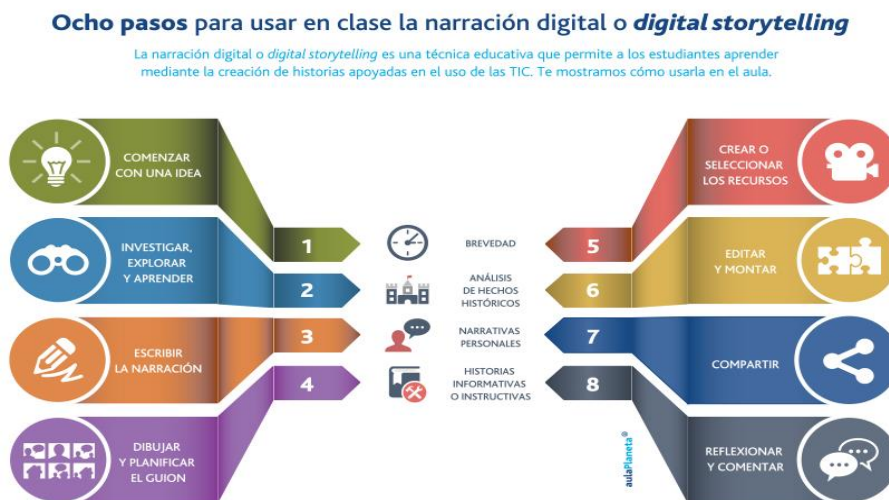 Ocho pasos para usar en clase la narración digital o digital storytelling
La narración digital o digital storytelling es una técnica educativa que permite a los estudiantes aprender
mediante la creación de historias apoyadas en el uso de las TIC. Te mostramos cómo usarla en el aula.
COMENZAR
CON UNA IDEA
1
INVESTIGAR,
EXPLORAR
Y APRENDER
2
ESCRIBIR
LA NARRACIÓN
3
DIBUJAR
Y PLANIFICAR
EL GUION
4
BREVEDAD
ANÁLISIS
DE HECHOS
HISTÓRICOS
NARRATIVAS
PERSONALES
HISTORIAS
INFORMATIVAS
O INSTRUCTIVAS
CREAR O
SELECCIONAR
LOS RECURSOS
5
EDITAR
Y MONTAR
6
COMPARTIR
7
REFLEXIONAR
Y COMENTAR
8
aulaPlaneta®